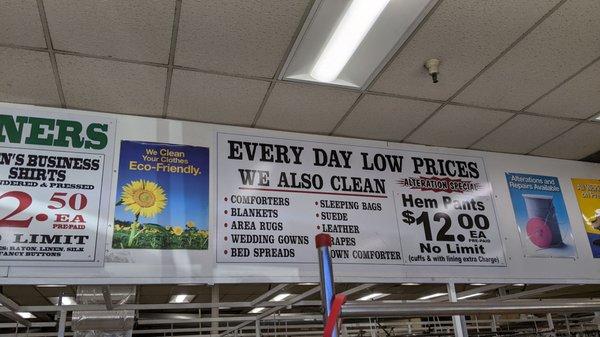 NERS
N'S BUSINESS
SHIRTS
NDERED & PRESSED
2.50
EA
PRE-PAID
LIMIT
RAYON, LINEN, SILK,
ANCY BUTTONS
We Clean
Your Clothes
Eco-Friendly.
EVERY DAY LOW PRICES
WE ALSO CLEAN
• COMFORTERS
• BLANKETS
• AREA RUGS
• WEDDING GOWNS
• BED SPREADS
• SLEEPING BAGS
• SUEDE
LEATHER
RAPES
OWN COMFORTER
ALTERATION SPECIAL
Hem Pants
$12.00
EA
PRE-PAID
No Limit
(cuffs & with lining extra Charge)
Repairs &
Alterations
Available